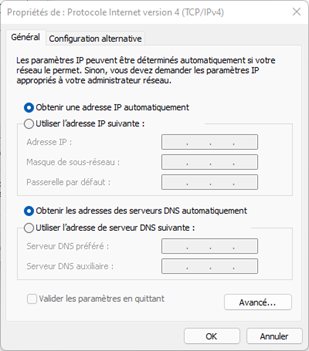 Propriétés de : Protocole Internet version 4 (TCP/IPv4)
Général
Configuration alternative
Les paramètres IP peuvent être déterminés automatiquement si votre
réseau le permet. Sinon, vous devez demander les paramètres IP
appropriés à votre administrateur réseau.
Obtenir une adresse IP automatiquement
Utiliser l'adresse IP suivante :
Adresse IP :
Masque de sous-réseau :
Passerelle par défaut :
Obtenir les adresses des serveurs DNS automatiquement
Utiliser l'adresse de serveur DNS suivante :
Serveur DNS préféré :
Serveur DNS auxiliaire :
Valider les paramètres en quittant
Avancé...
OK
Annuler